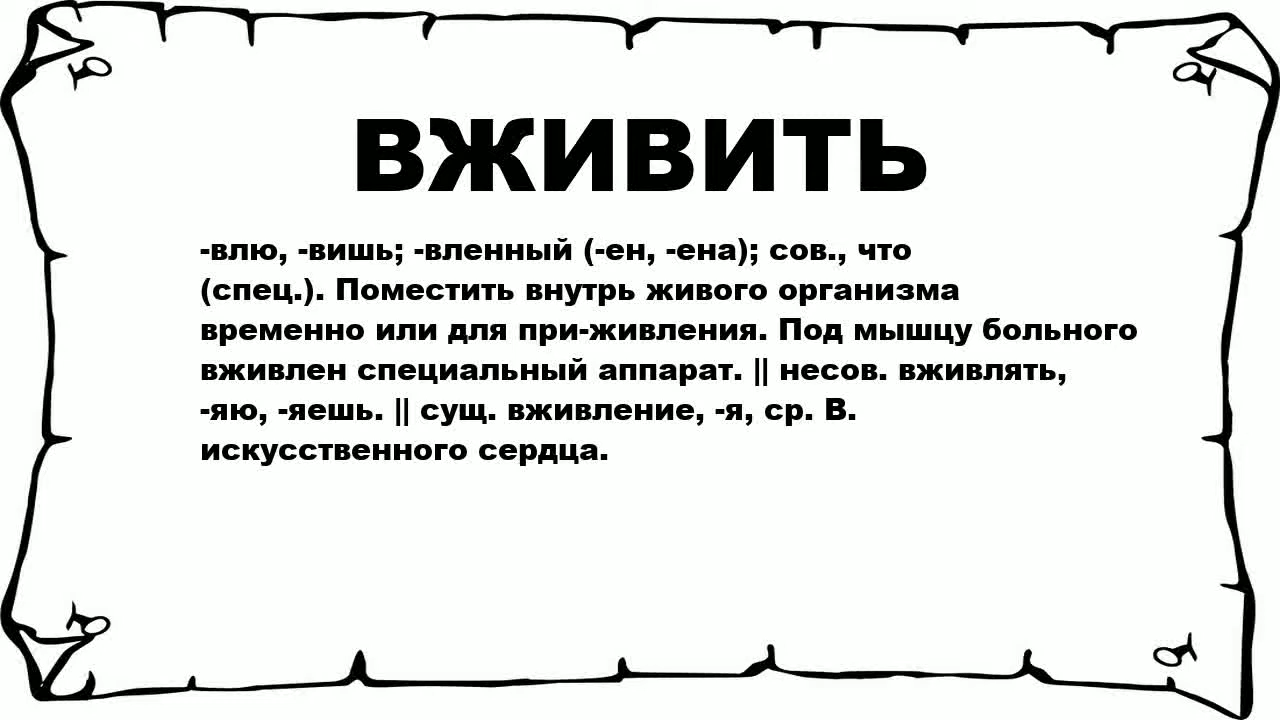 ВЖИВИТЬ
-влю, -вишь; -вленный (-ен, -ена); сов., что
(спец.). Поместить внутрь живого организма
временно или для при-живления. Под мышцу больного
вживлен специальный аппарат. || несов. вживлять,
-яю, -яешь. || сущ. вживление, -я, ср. В.
искусственного сердца.